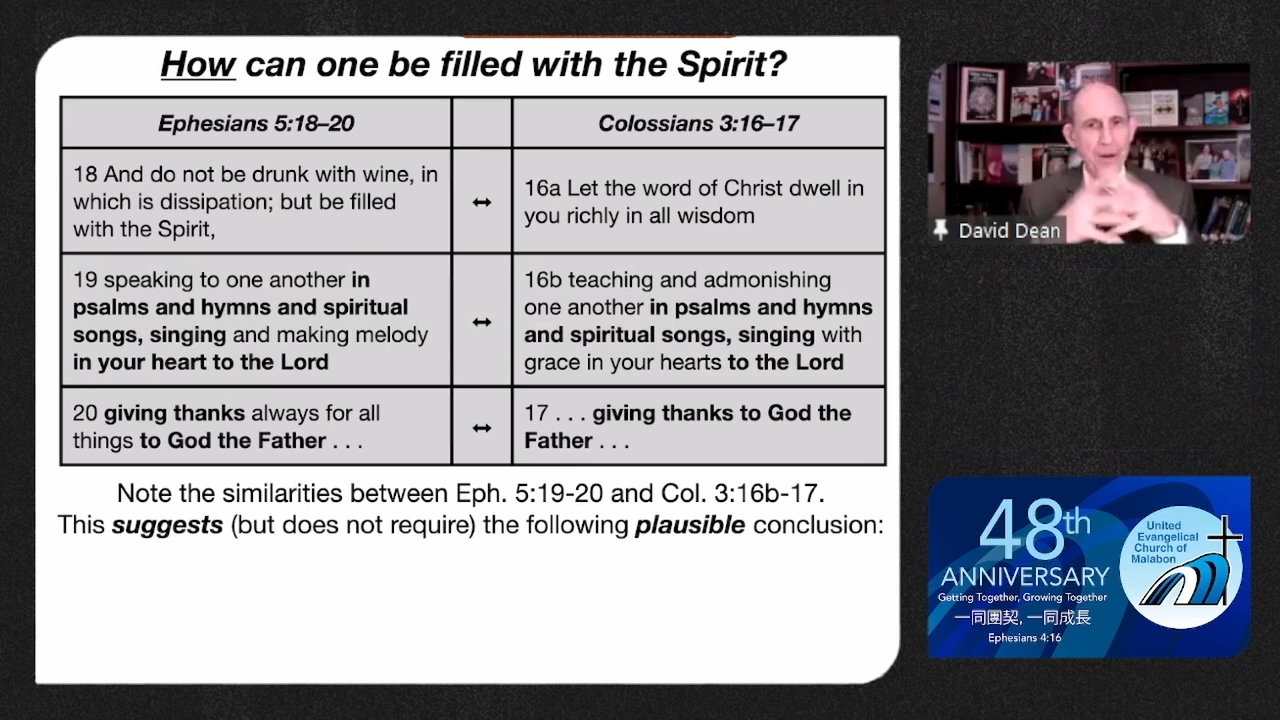 How can one be filled with the Spirit?
Ephesians 5:18–20
Colossians 3:16–17
18 And do not be drunk with wine, in
which is dissipation; but be filled
with the Spirit,
↔
16a Let the word of Christ dwell in
you richly in all wisdom
19 speaking to one another in
psalms and hymns and spiritual
songs, singing and making melody
in your heart to the Lord
↔
16b teaching and admonishing
one another in psalms and hymns
and spiritual songs, singing with
grace in your hearts to the Lord
20 giving thanks always for all
things to God the Father . . .
↔
17 . . . giving thanks to God the
Father . . .
Note the similarities between Eph. 5:19-20 and Col. 3:16b-17.
This suggests (but does not require) the following plausible conclusion:
David Dean
48th
ANNIVERSARY
Getting Together, Growing Together
一同團契, 一同成長
Ephesians 4:16
United
Evangelical
Church of
Malabon